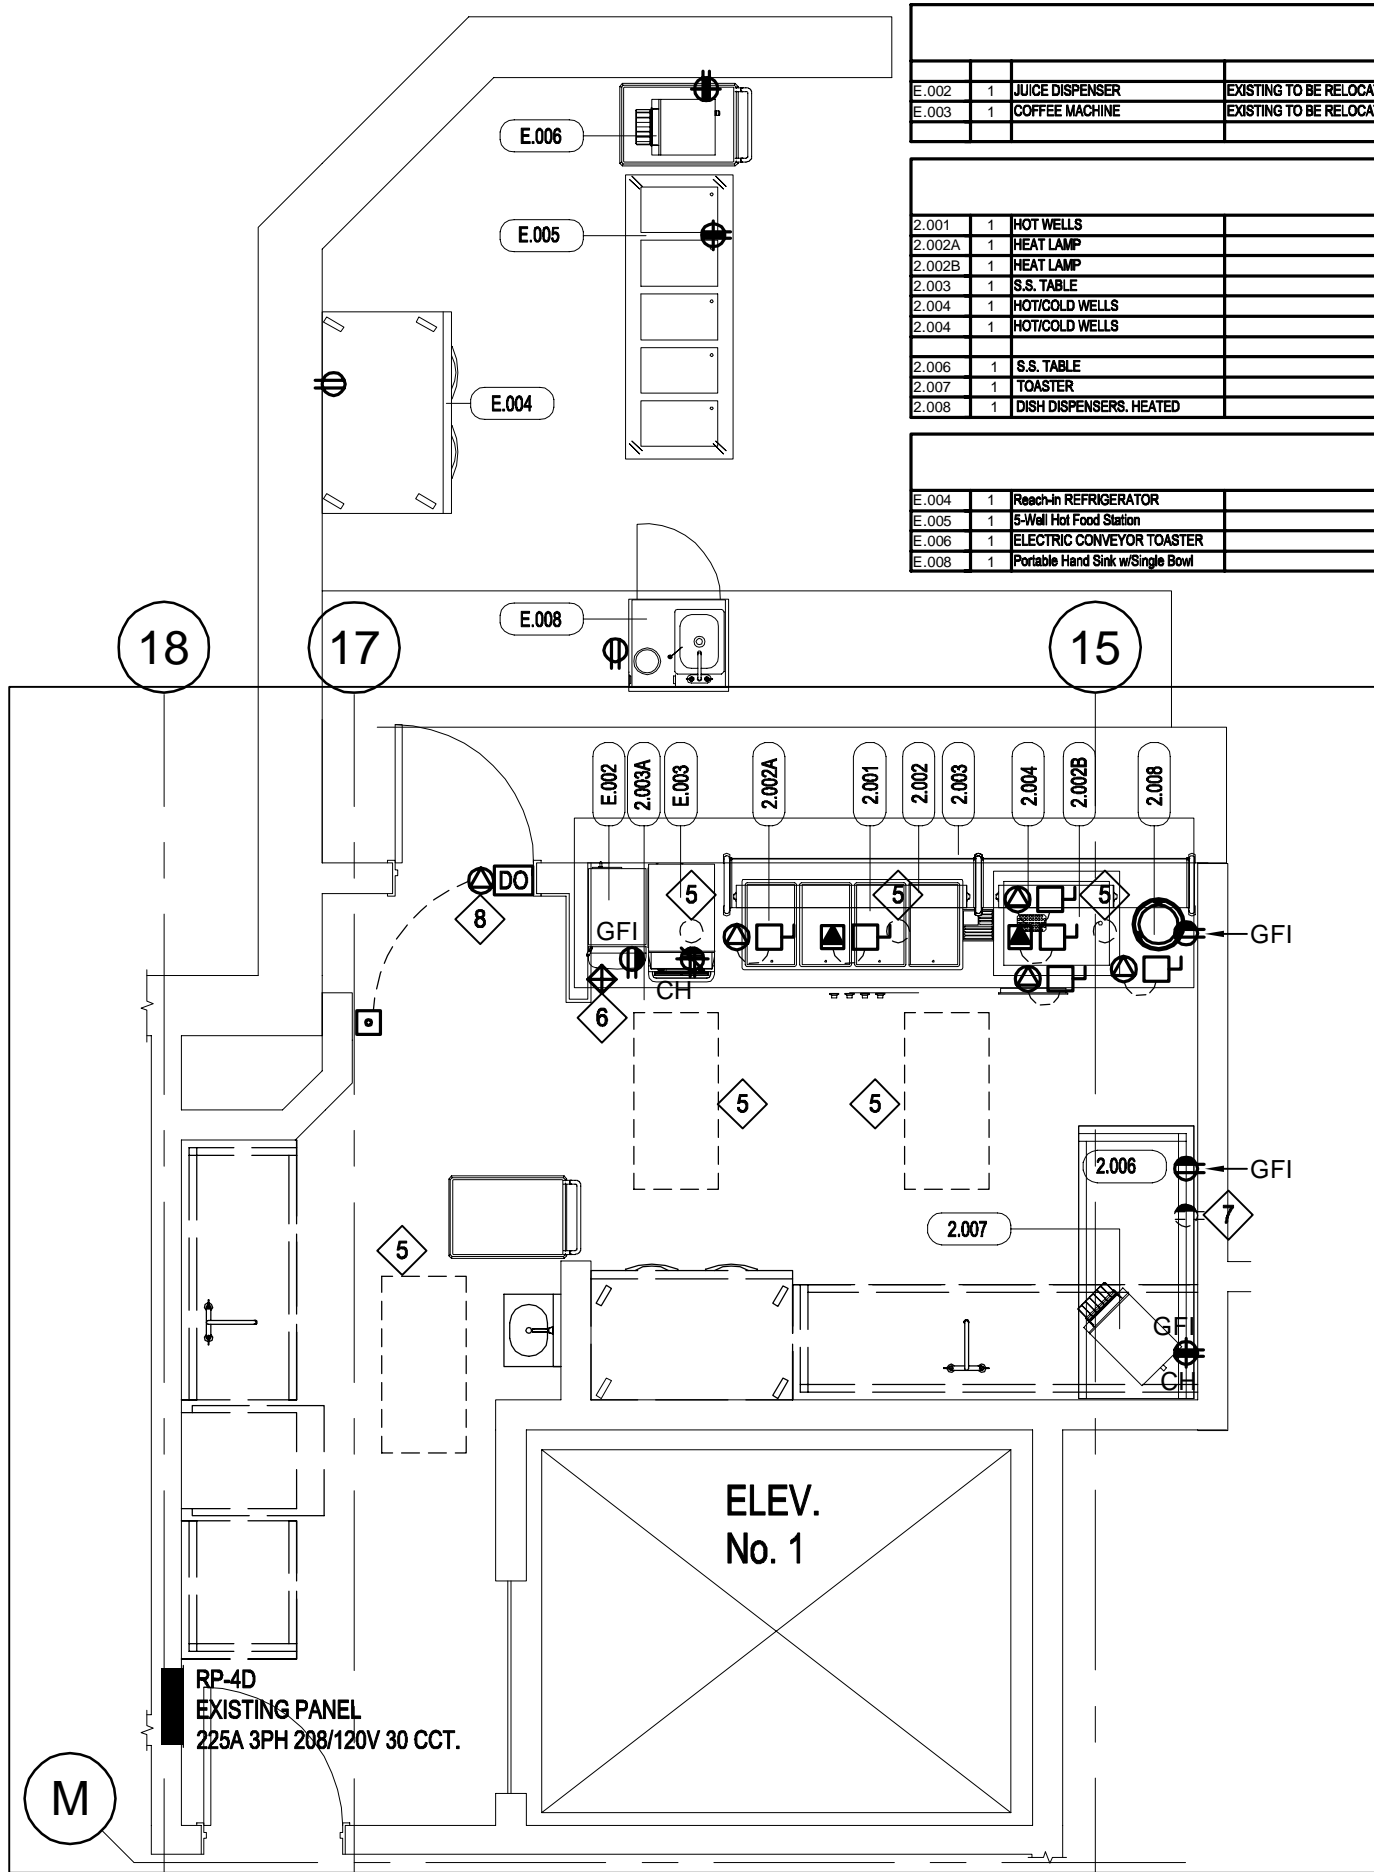 E.002 1 JUICE DISPENSER EXISTING TO BE RELOCA
E.003 1 COFFEE MACHINE EXISTING TO BE RELOCA
2.001 1 HOT WELLS
2.002A 1 HEAT LAMP
2.002B 1 HEAT LAMP
2.003 1 S.S. TABLE
2.004 1 HOT/COLD WELLS
2.004 1 HOT/COLD WELLS
2.006 1 S.S. TABLE
2.007 1 TOASTER
2.008 1 DISH DISPENSERS. HEATED
E.004 1 Reach-in REFRIGERATOR
E.005 1 5-Well Hot Food Station
E.006 1 ELECTRIC CONVEYOR TOASTER
E.008 1 Portable Hand Sink w/Single Bowl
E.006
E.005
E.004
E.008
18
17
15
E.002
2.003A
E.003
2.002A
2.001
2.002
2.003
2.004
2.002B
2.008
DO
8
5
5
5
GFI
GFI
CH
6
5
5
2.006
GFI
7
2.007
5
GFI
CH
ELEV.
No. 1
RP-4D
EXISTING PANEL
225A 3PH 208/120V 30 CCT.
M